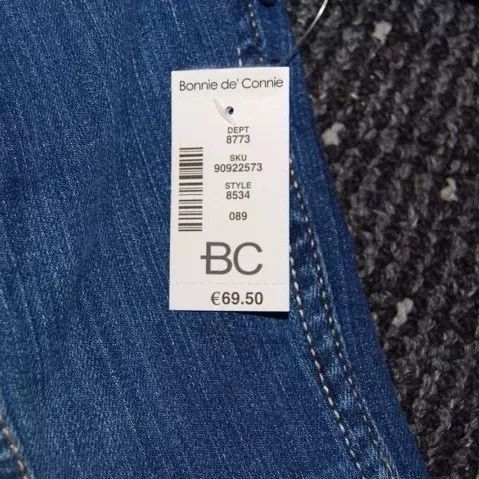 Bonnie de' Connie
DEPT
8773
SKU
90922573
STYLE
8534
089
BC
€69.50